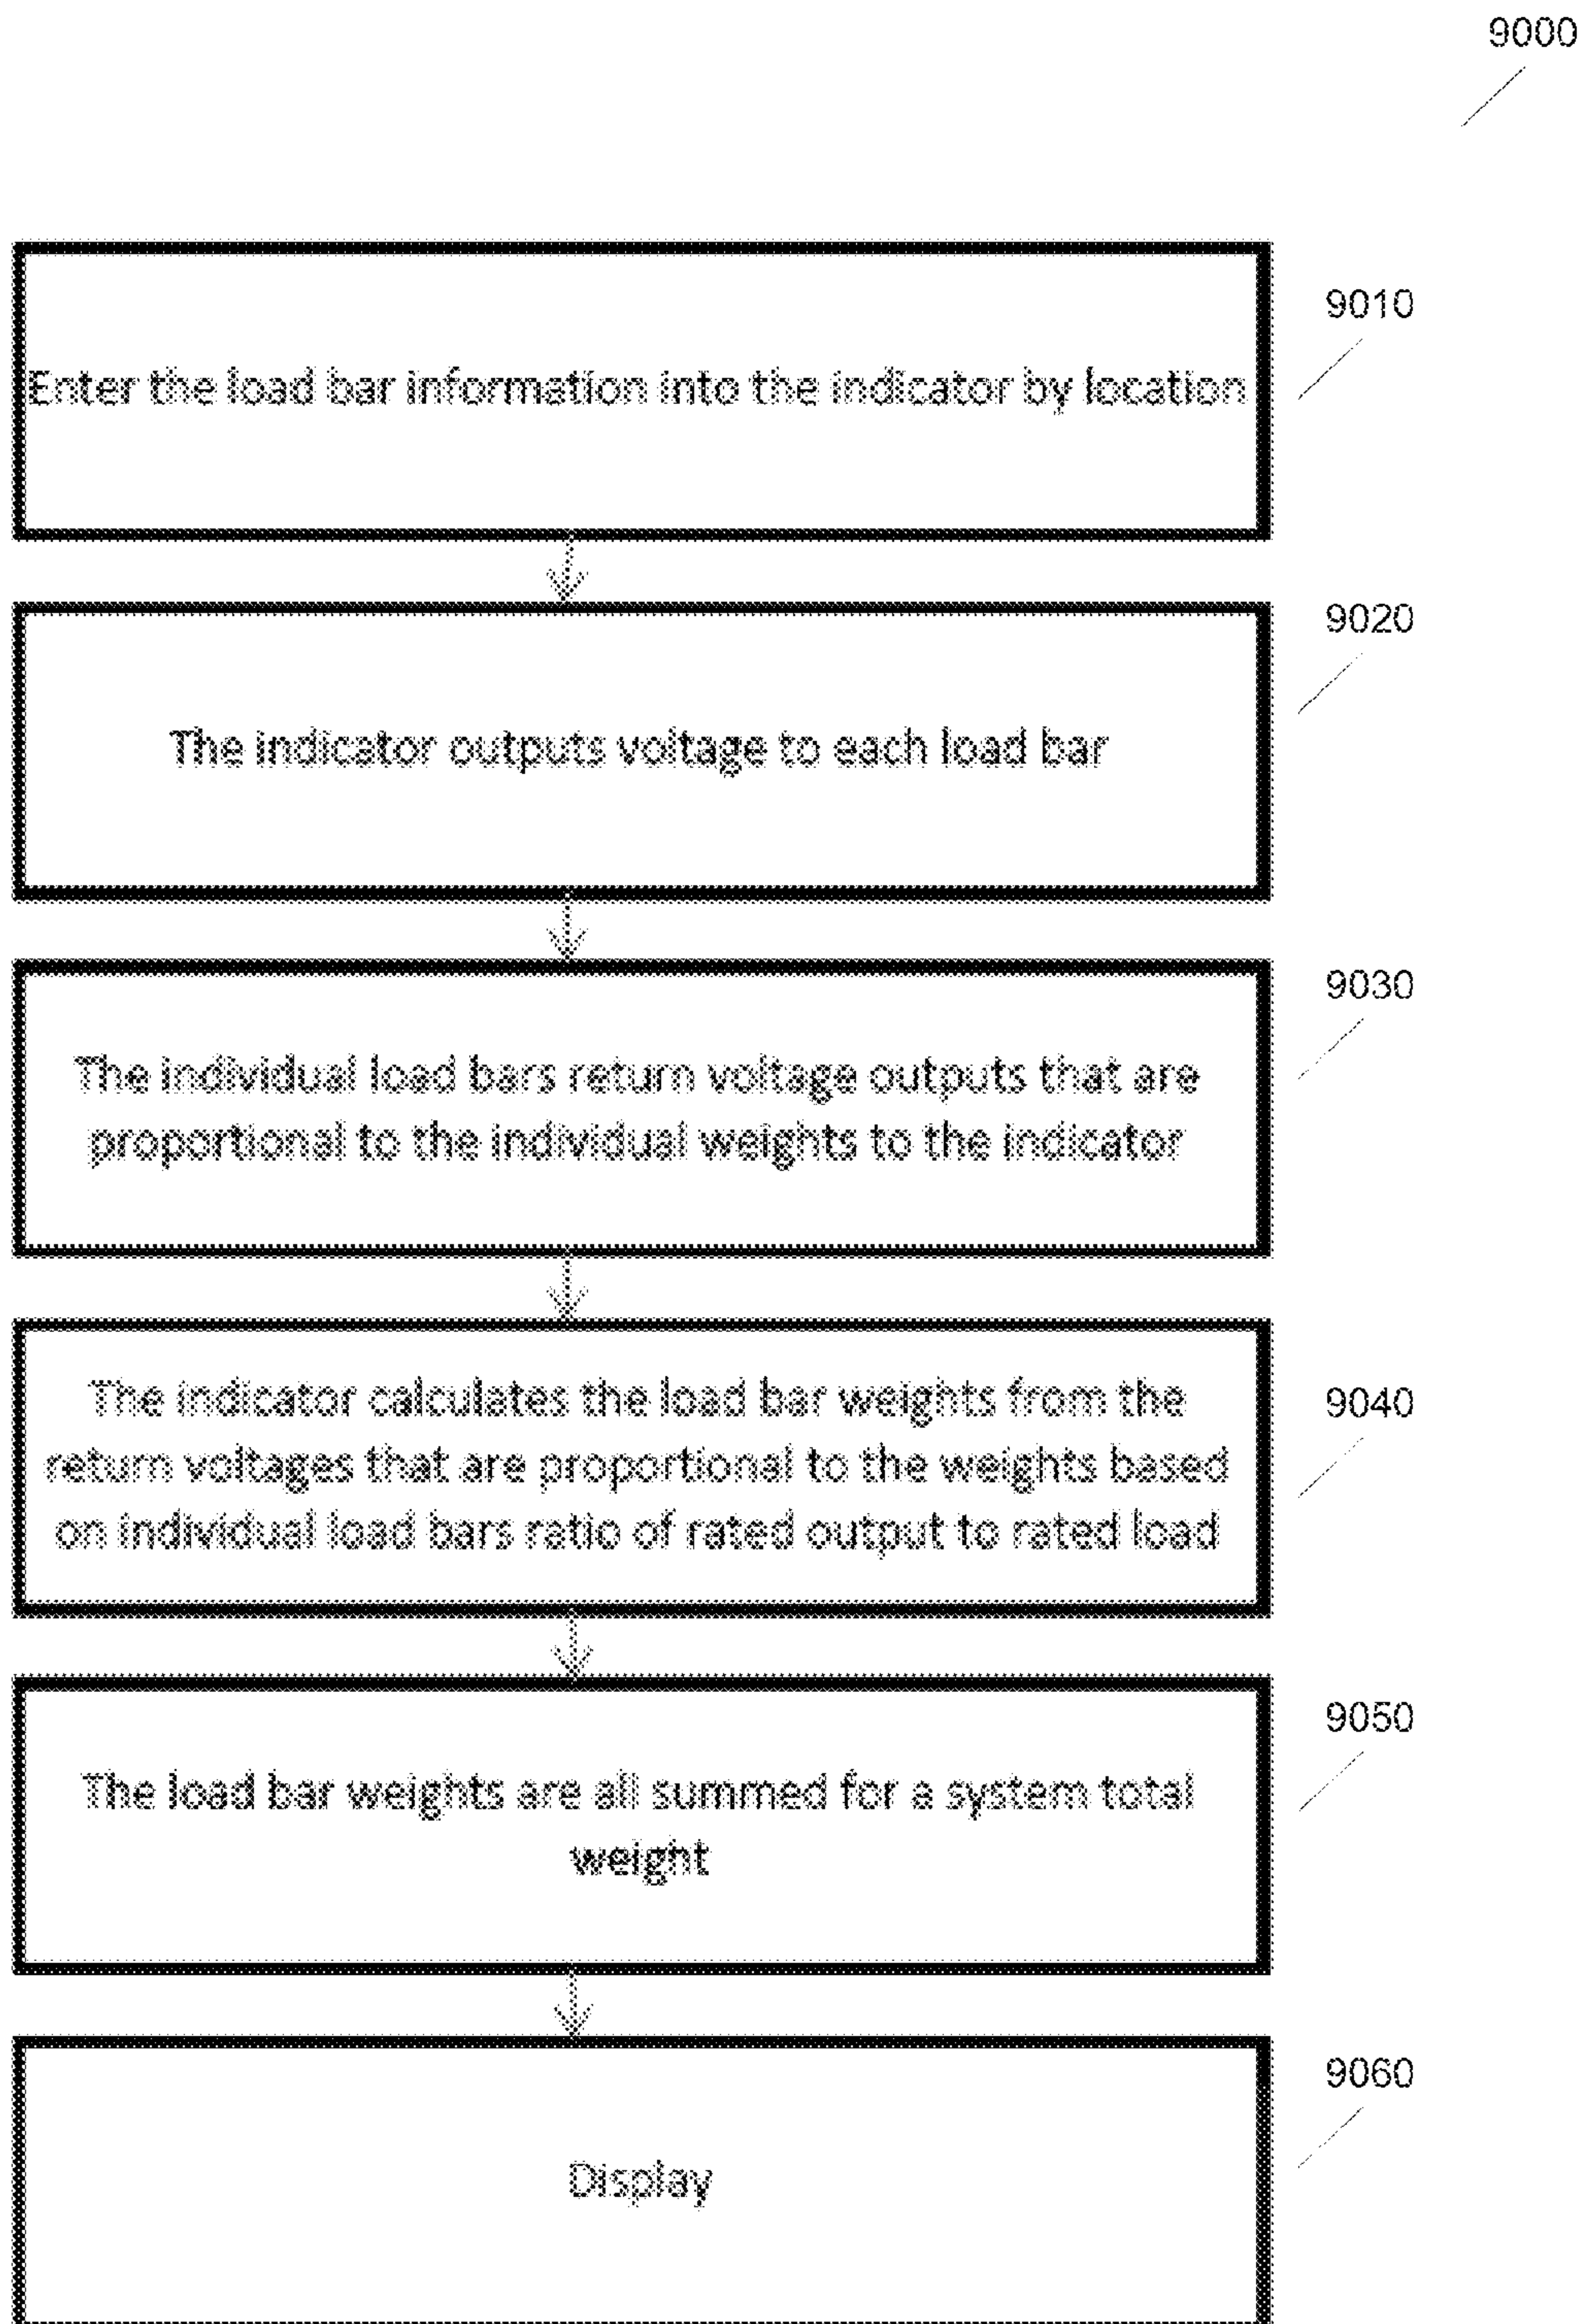 9000
9010
Enter the load bar information into the indicator by location
9020
The indicator outputs voltage to each load bar
9030
The individual load bars return voltage outputs that are
proportional to the individual weights to the indicator
9040
The indicator calculates the load bar weights from the
return voltages that are proportional to the weights based
on individual load bars ratio of rated output to rated load
9050
The load bar weights are all summed for a system total
weight
9060
Display